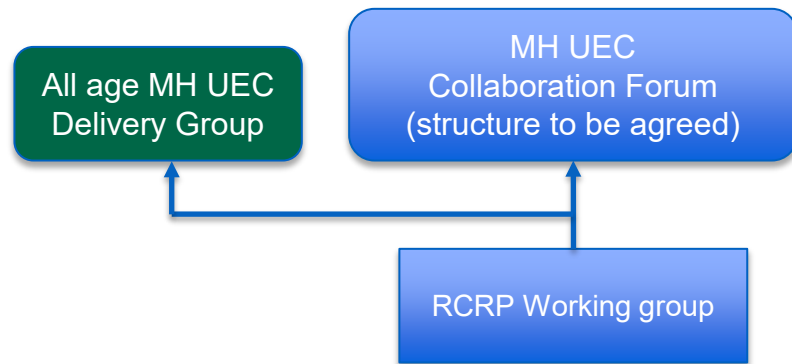 All age MH UEC
Delivery Group
MH UEC
Collaboration Forum
(structure to be agreed)
RCRP Working group